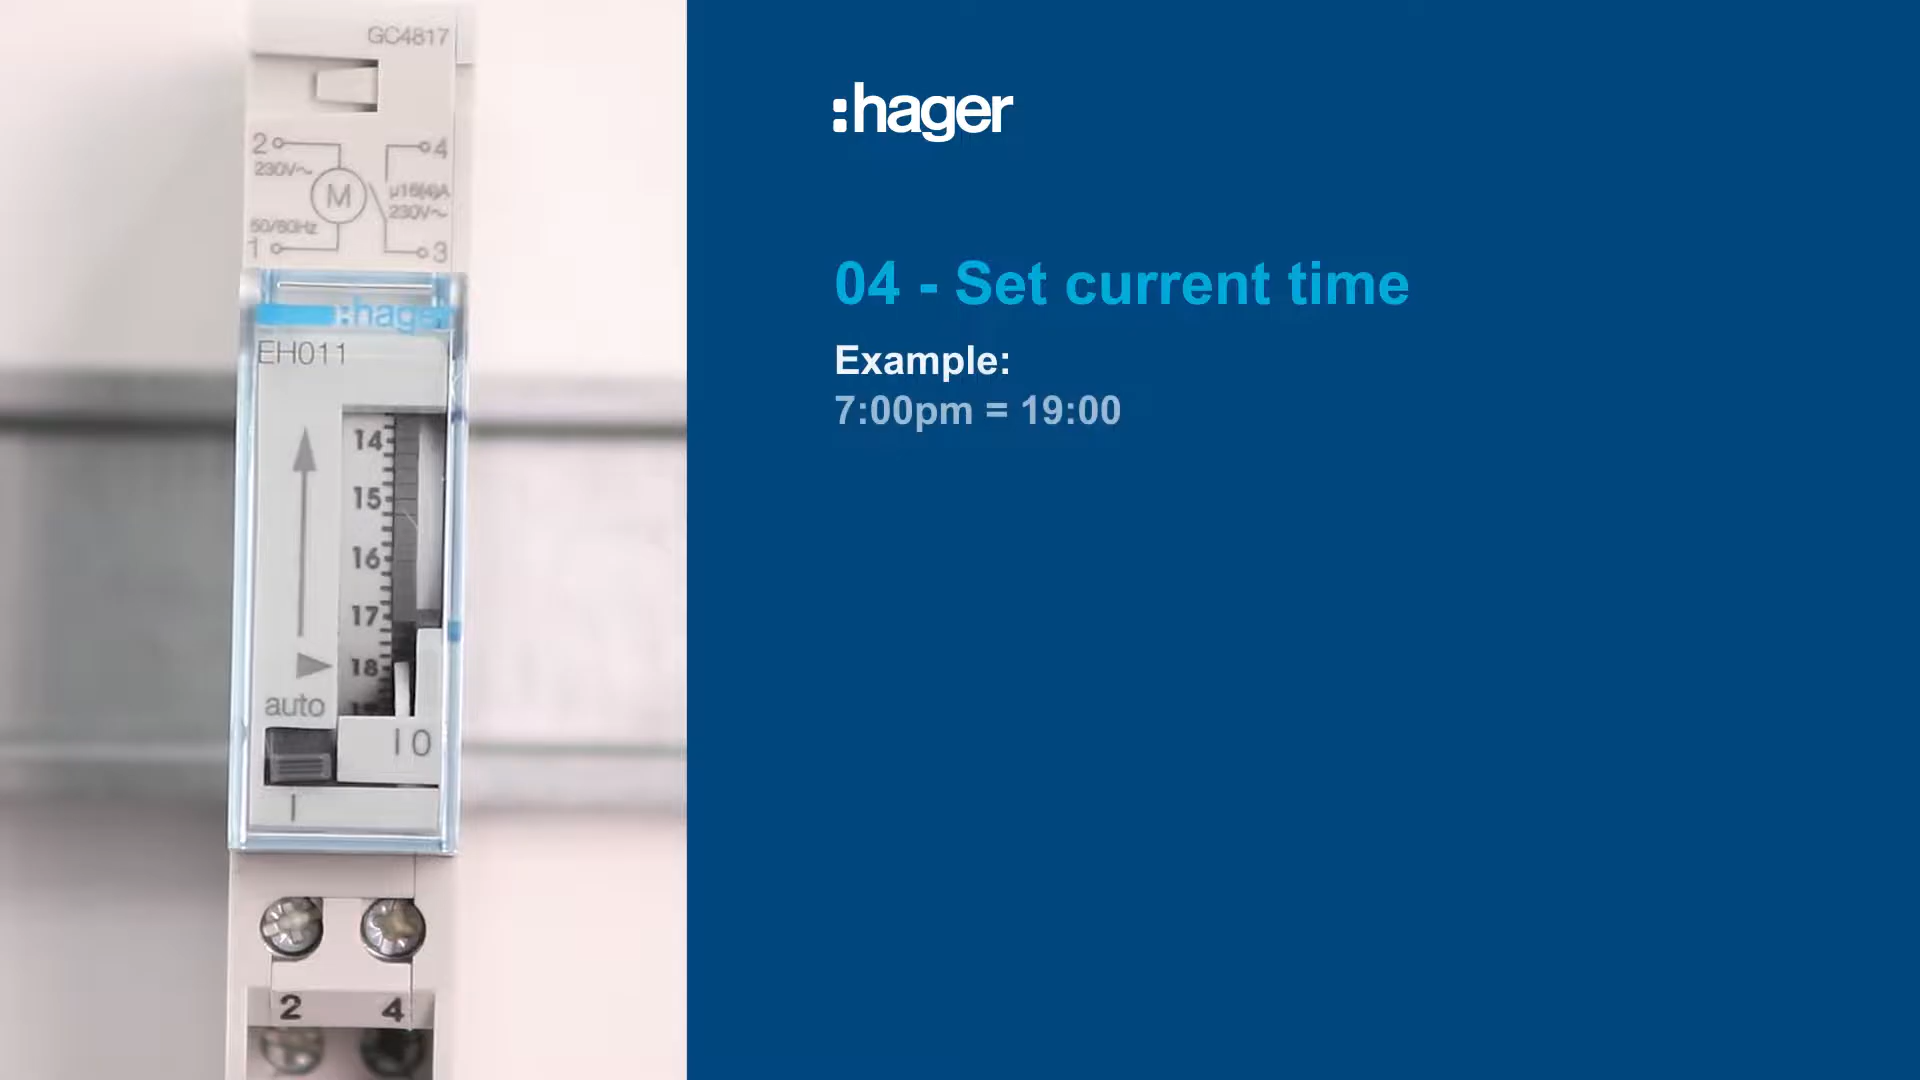 GC4817
2 4
230V~
M
µ16(4)A
230V~
50/60Hz
1 3
:hager
EH011
14
15
16
17
18
auto
I 0
I
2 4
:hager
04 - Set current time
Example:
7:00pm = 19:00